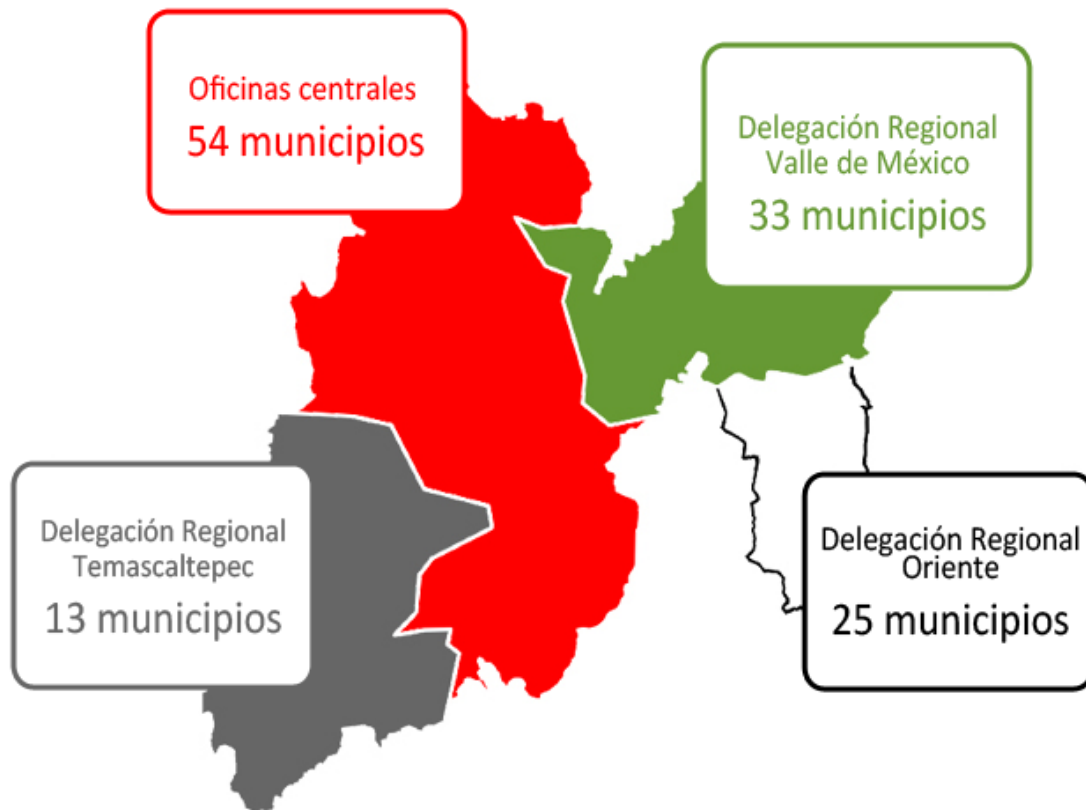 Oficinas centrales
54 municipios
Delegación Regional
Valle de México
33 municipios
Delegación Regional
Temascaltepec
13 municipios
Delegación Regional
Oriente
25 municipios